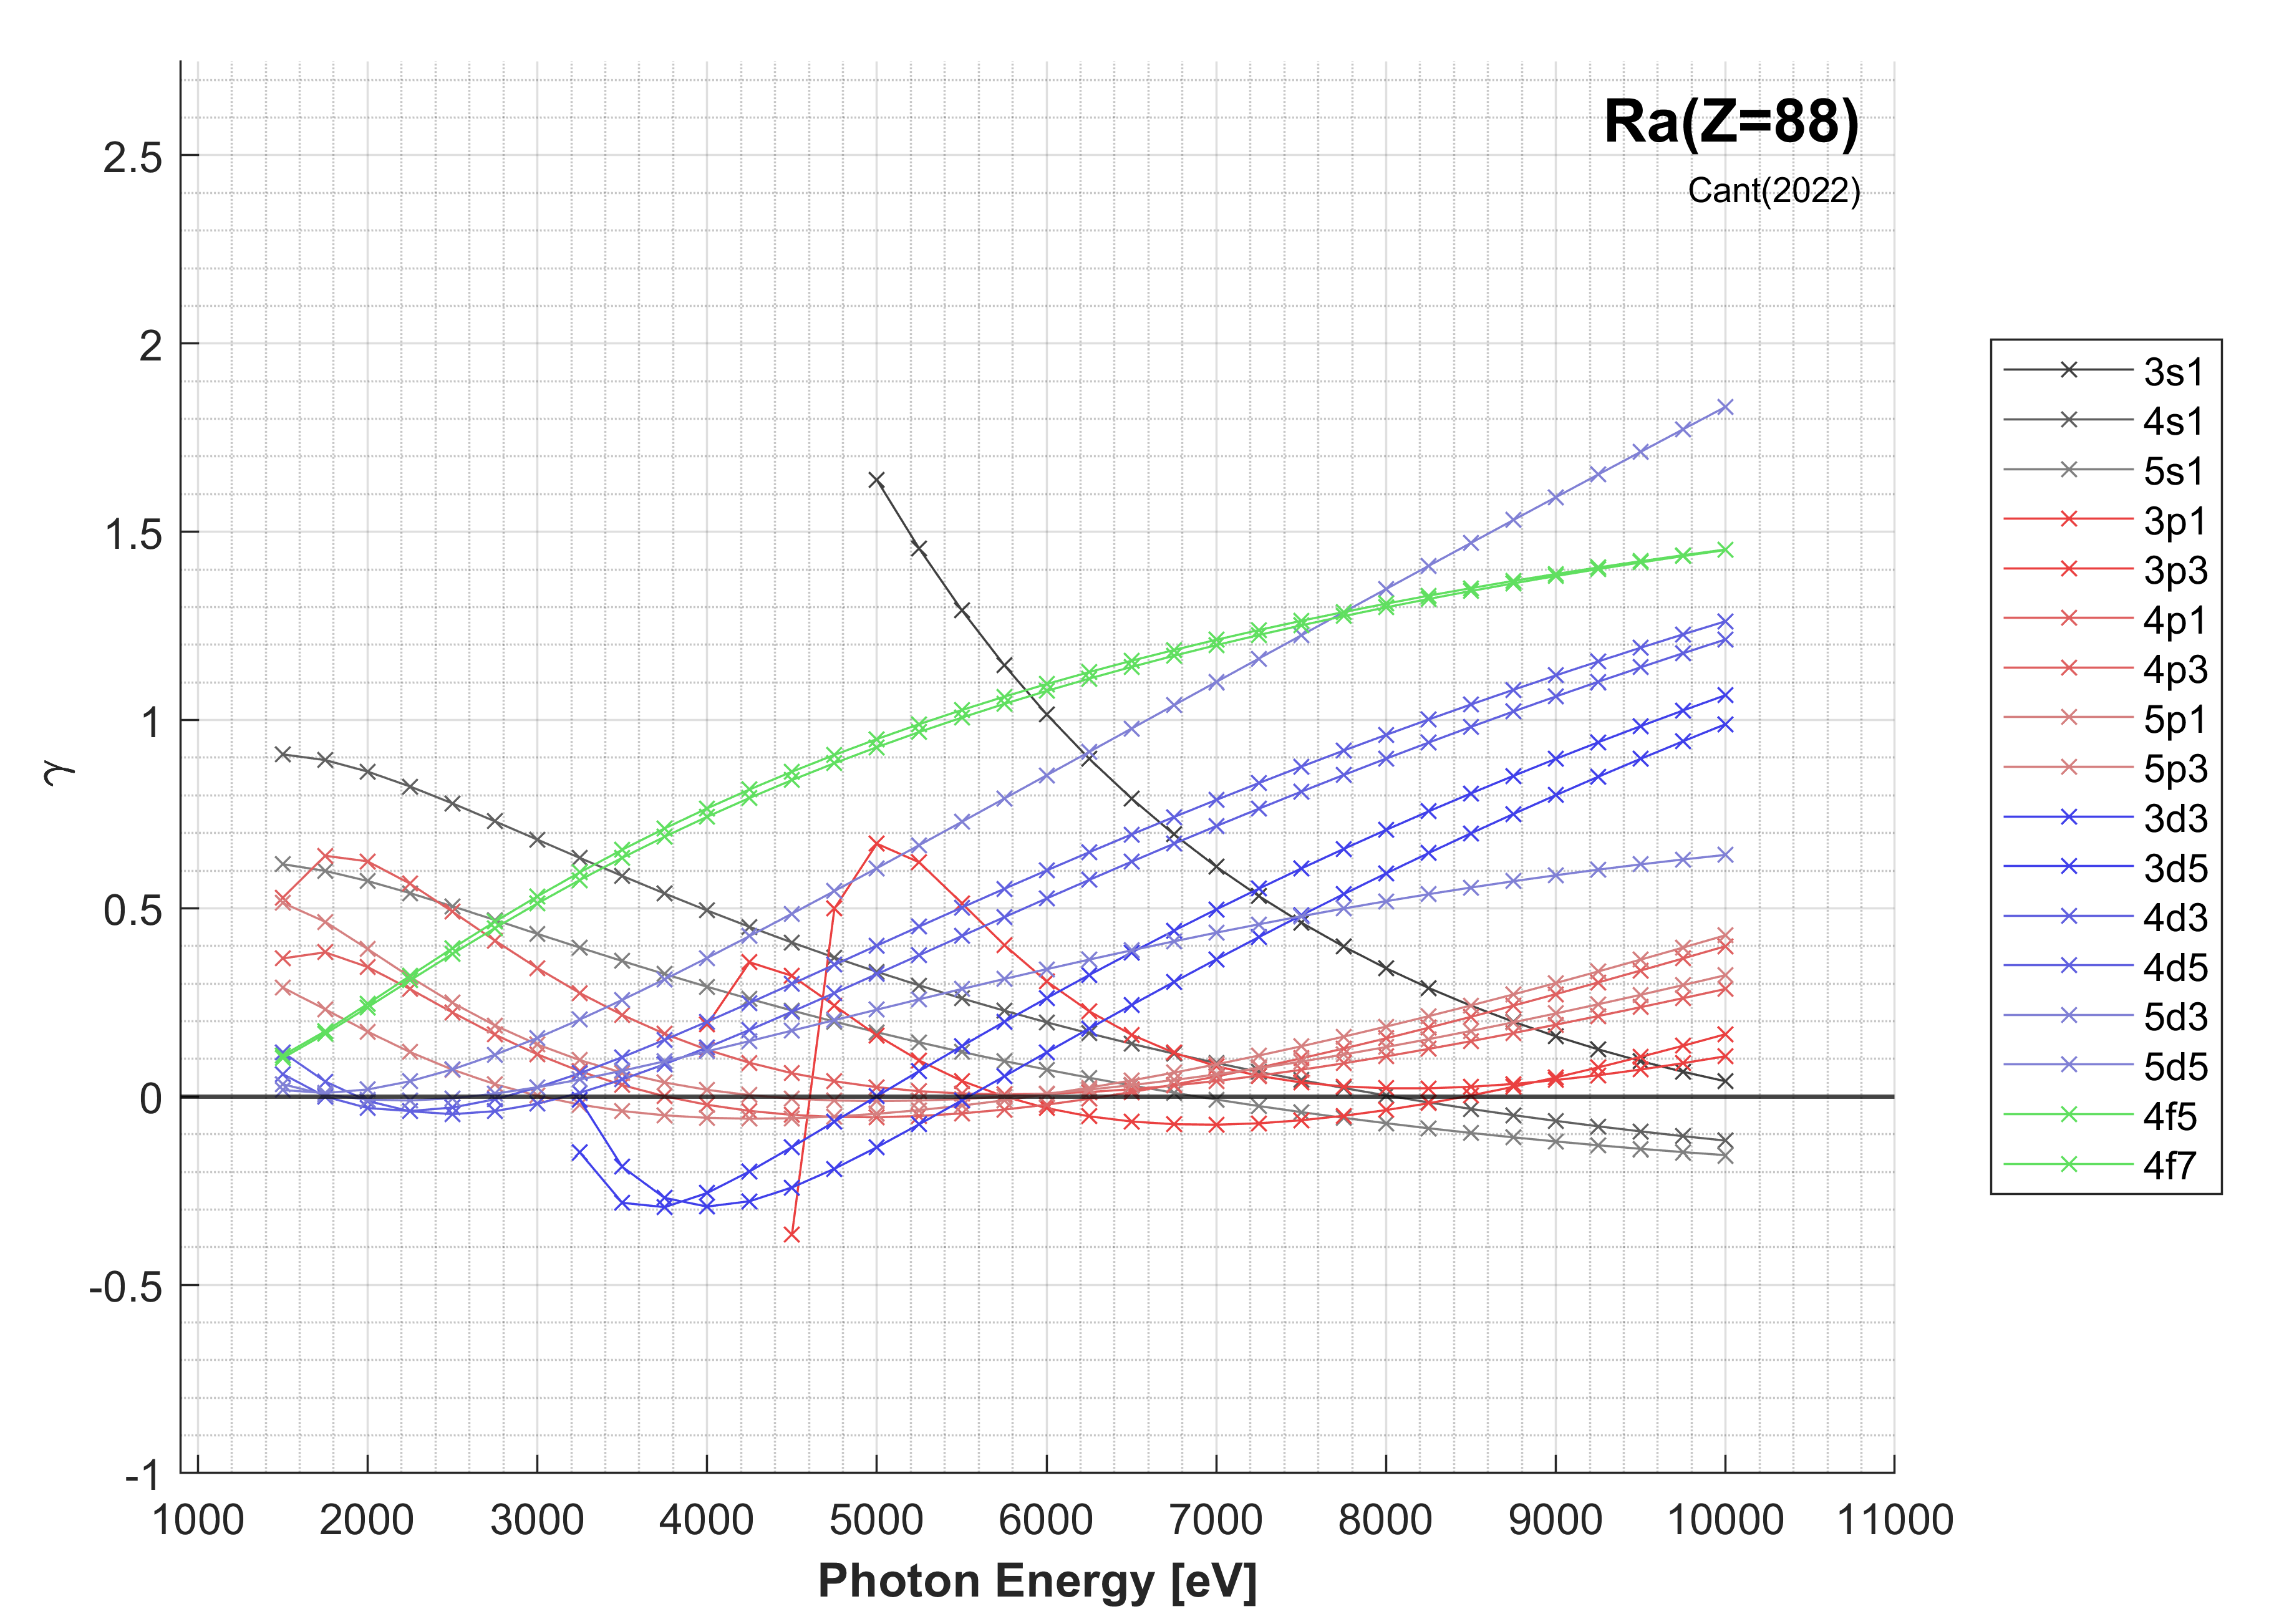 Ra(Z=88)
Cant(2022)
2.5
2
1.5
1
0.5
0
-0.5
-1
γ
1000 2000 3000 4000 5000 6000 7000 8000 9000 10000 11000
Photon Energy [eV]
3s1
4s1
5s1
3p1
3p3
4p1
4p3
5p1
5p3
3d3
3d5
4d3
4d5
5d3
5d5
4f5
4f7